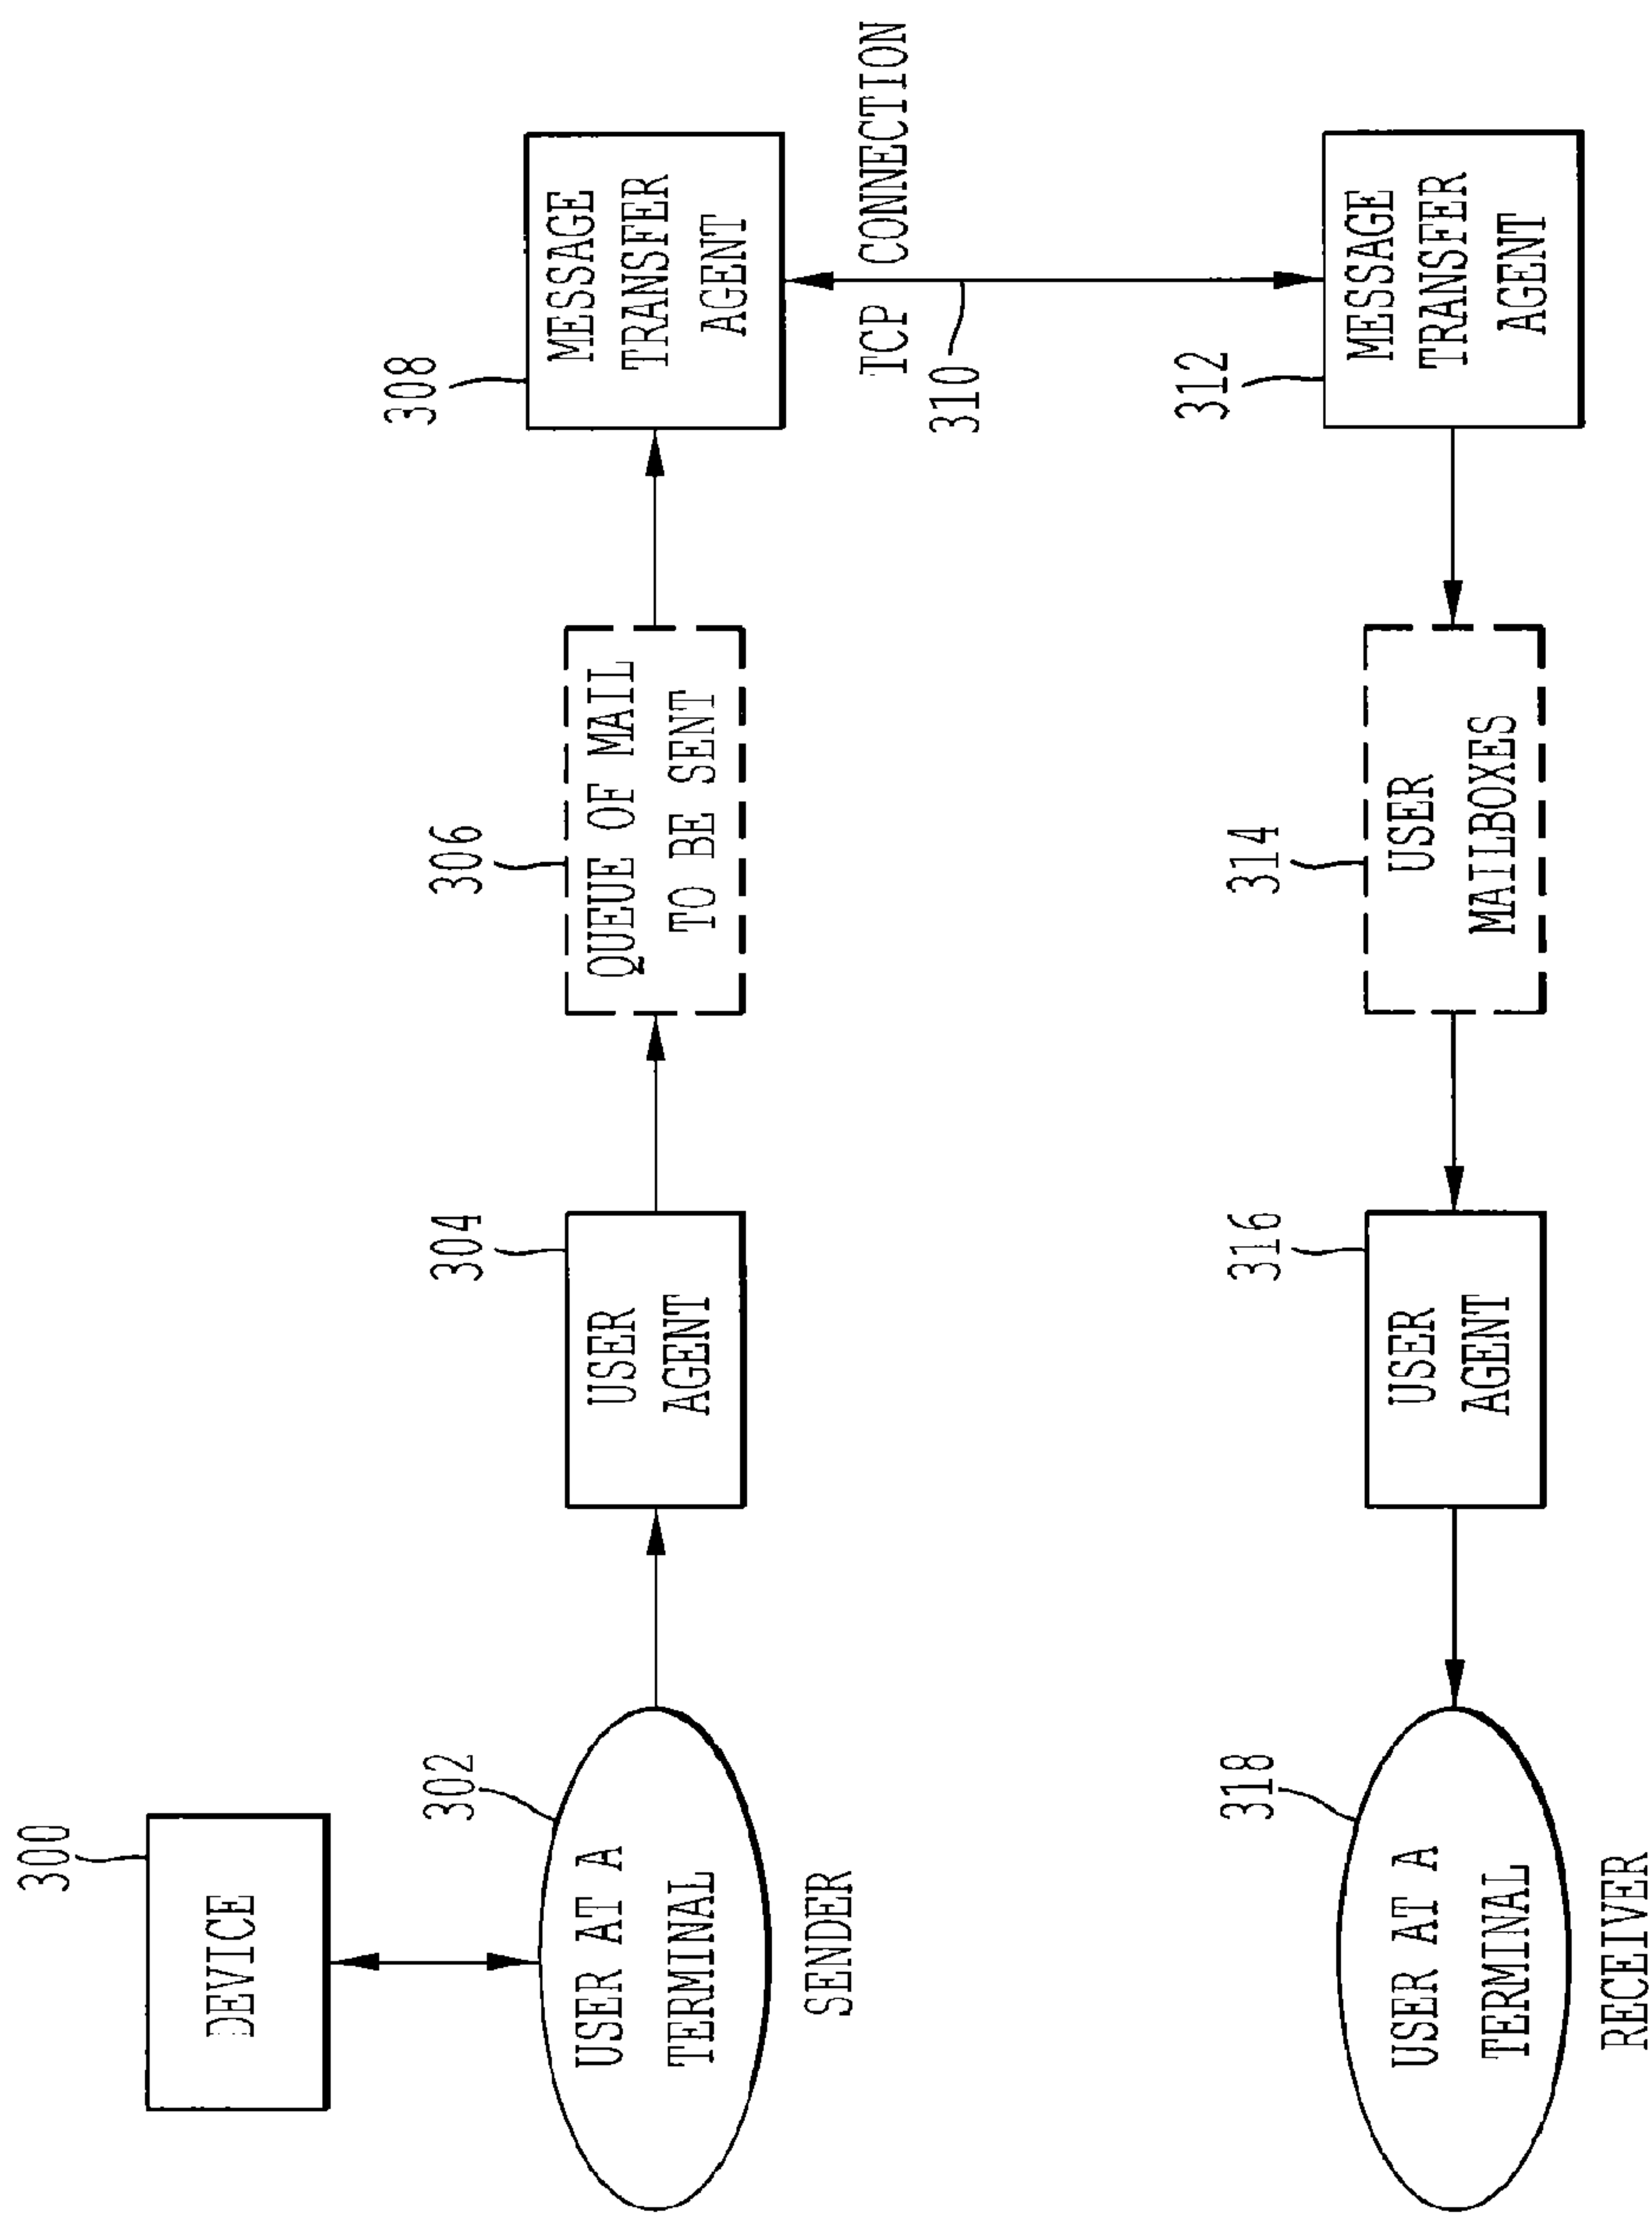 300
DEVICE
302
USER AT A
TERMINAL
SENDER
304
USER
AGENT
306
QUEUE OF MAIL
TO BE SENT
308
MESSAGE
TRANSFER
AGENT
TCP CONNECTION
310
312
MESSAGE
TRANSFER
AGENT
314
USER
MAILBOXES
316
USER
AGENT
318
USER AT A
TERMINAL
RECEIVER